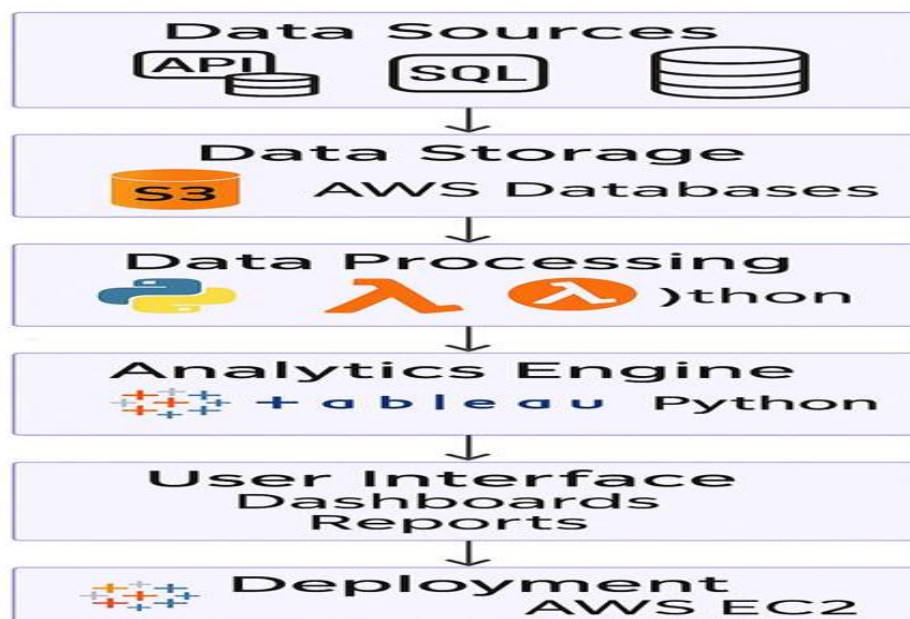 Data Sources
API SQL
Data Storage
S3 AWS Databases
Data Processing
)thon
Analytics Engine
+ableau Python
User Interface
Dashboards
Reports
Deployment
AWS EC2